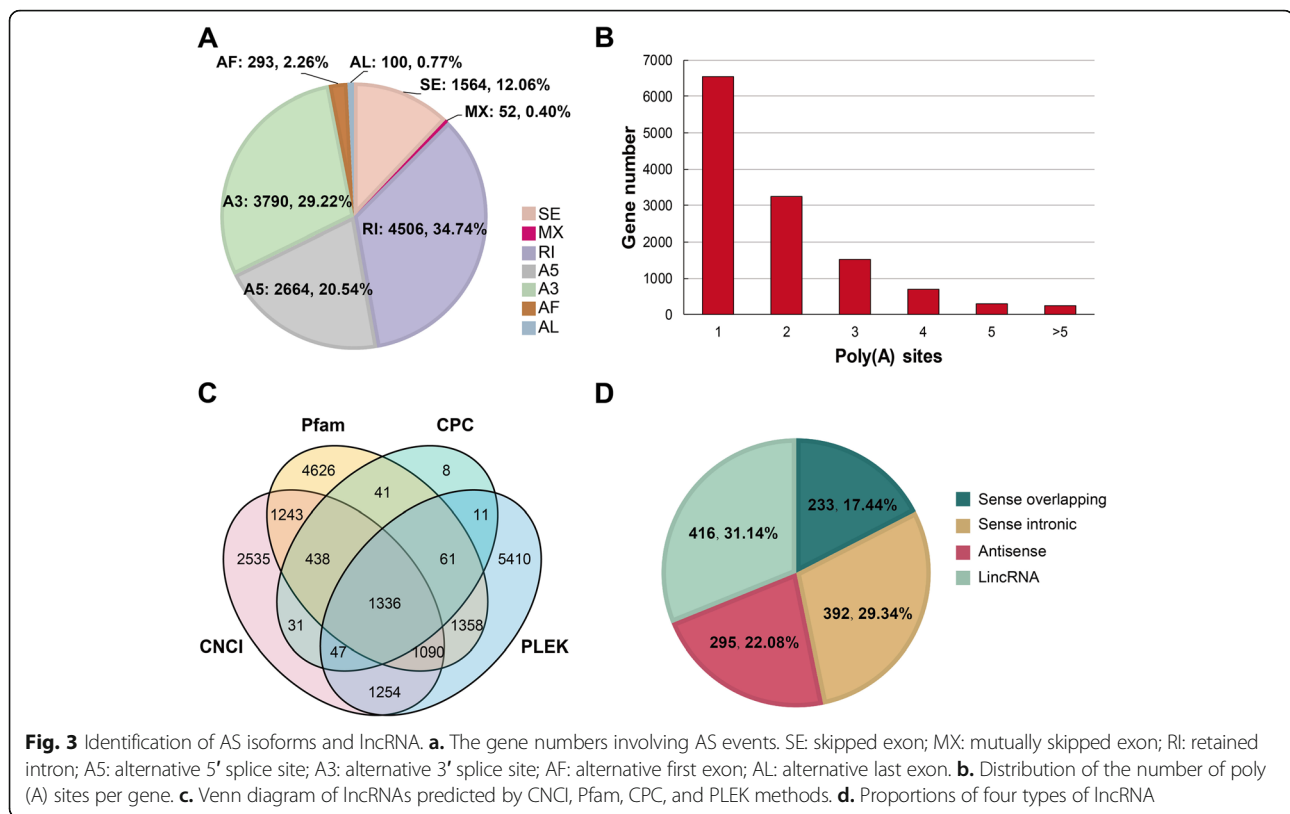 A
AF: 293, 2.26%
AL: 100, 0.77%
SE: 1564, 12.06%
MX: 52, 0.40%
A3: 3790, 29.22%
RI: 4506, 34.74%
A5: 2664, 20.54%
SE
MX
RI
A5
A3
AF
AL
B
Gene number
7000
6000
5000
4000
3000
2000
1000
0
1 2 3 4 5 >5
Poly(A) sites
C
Pfam CPC
4626 8
41
1243 11
2535 438 61 5410
1336
31 1358
CNCI 47 1090 PLEK
1254
D
233, 17.44%
416, 31.14%
392, 29.34%
295, 22.08%
Sense overlapping
Sense intronic
Antisense
LincRNA
Fig. 3 Identification of AS isoforms and lncRNA. a. The gene numbers involving AS events. SE: skipped exon; MX: mutually skipped exon; RI: retained
intron; A5: alternative 5′ splice site; A3: alternative 3′ splice site; AF: alternative first exon; AL: alternative last exon. b. Distribution of the number of poly
(A) sites per gene. c. Venn diagram of lncRNAs predicted by CNCI, Pfam, CPC, and PLEK methods. d. Proportions of four types of lncRNA